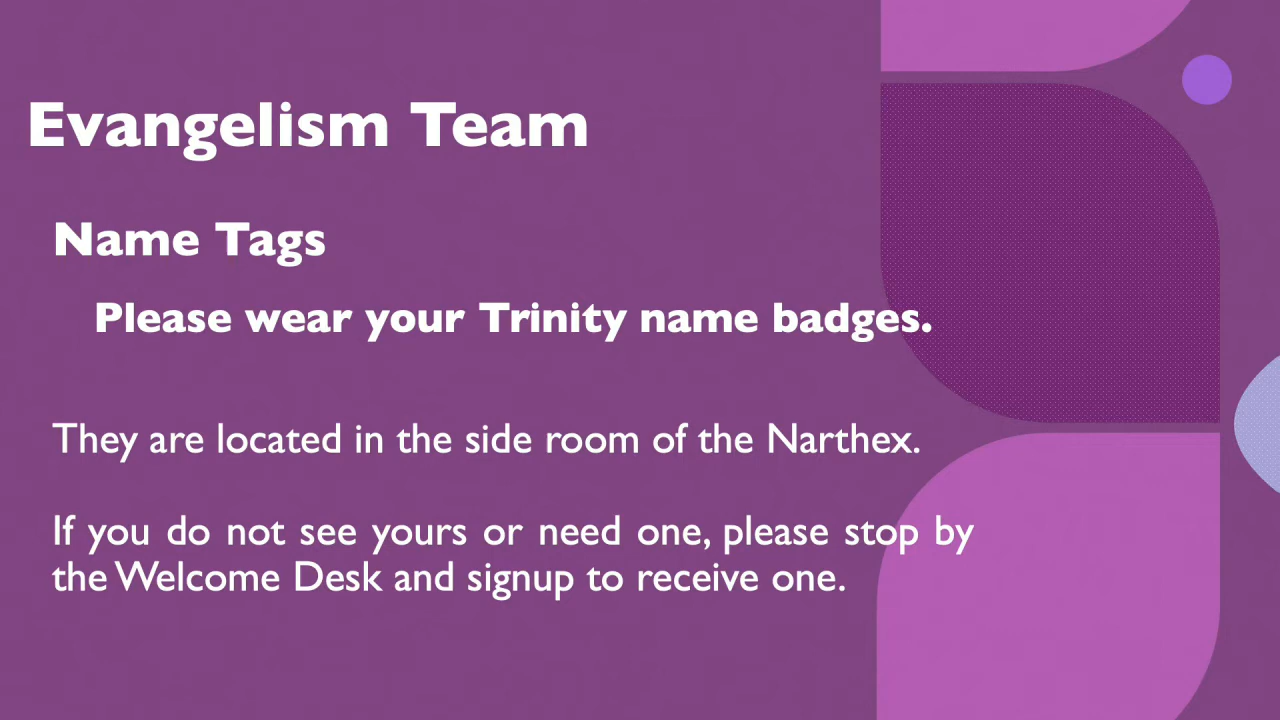 Evangelism Team
Name Tags
Please wear your Trinity name badges.
They are located in the side room of the Narthex.
If you do not see yours or need one, please stop by
the Welcome Desk and signup to receive one.